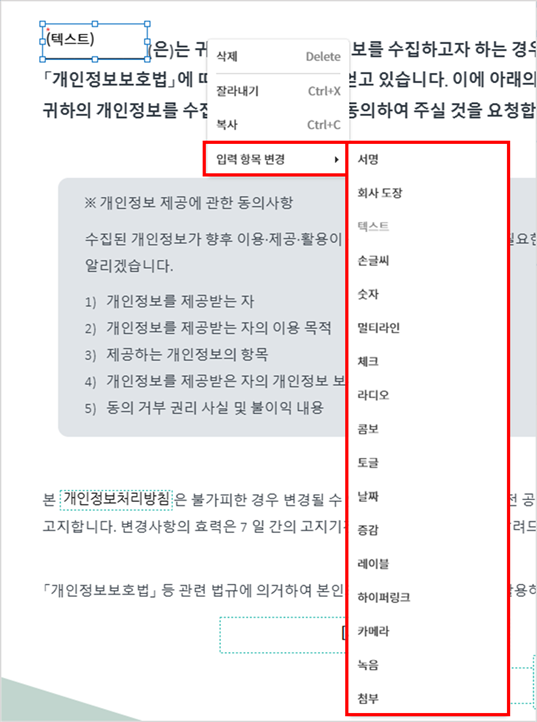 (텍스트)
(은)는 귀
보를 수집하고자 하는 경우
「개인정보보호법」에 따
얻고 있습니다. 이에 아래의
귀하의 개인정보를 수집
동의하여 주실 것을 요청합
삭제 Delete
잘라내기 Ctrl+X
복사 Ctrl+C
입력 항목 변경
서명
회사 도장
텍스트
손글씨
숫자
멀티라인
체크
라디오
콤보
토글
날짜
증감
레이블
하이퍼링크
카메라
녹음
첨부
※ 개인정보 제공에 관한 동의사항
수집된 개인정보가 향후 이용·제공·활용이
필요한
알리겠습니다.
1) 개인정보를 제공받는 자
2) 개인정보를 제공받는 자의 이용 목적
3) 제공하는 개인정보의 항목
4) 개인정보를 제공받은 자의 개인정보 보
5) 동의 거부 권리 사실 및 불이익 내용
본 개인정보처리방침은 불가피한 경우 변경될 수
전 공
고지합니다. 변경사항의 효력은 7 일 간의 고지기
려드
「개인정보보호법」 등 관련 법규에 의거하여 본인
활용하